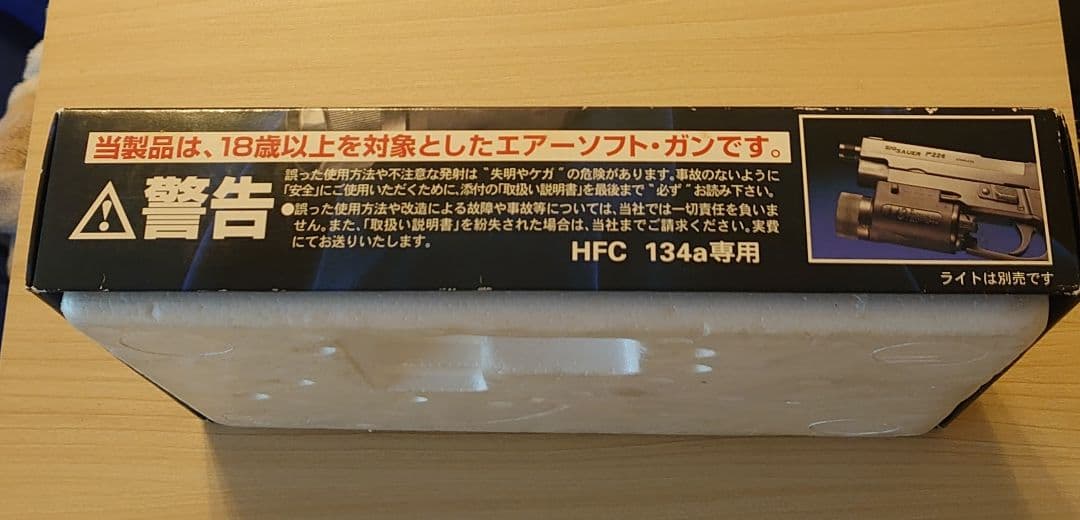 当製品は、18歳以上を対象としたエアーソフト・ガンです。
警告
誤った使用方法や不注意な発射は“失明やケガ”の危険があります。事故のないように
「安全」にご使用いただくために、添付の「取扱い説明書」を最後まで“必ず”お読み下さい。
●誤った使用方法や改造による故障や事故等については、当社では一切責任を負いま
せん。また、「取扱い説明書」を紛失された場合は、当社までご請求ください。実費
にてお送りいたします。
HFC 134a専用
SIG SAUER P226
ライトは別売です